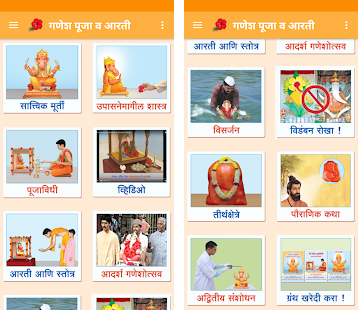 गणेश पूजा व आरती
सात्त्विक मूर्ती
उपासनेमागील शास्त्र
पूजाविधी
व्हिडिओ
आरती आणि स्तोत्र
आदर्श गणेशोत्सव
गणेश पूजा व आरती
आरती आणि स्तोत्र
आदर्श गणेशोत्सव
विसर्जन
विडंबन रोखा !
तीर्थक्षेत्रे
पौराणिक कथा
अद्वितीय संशोधन
ग्रंथ खरेदी करा !